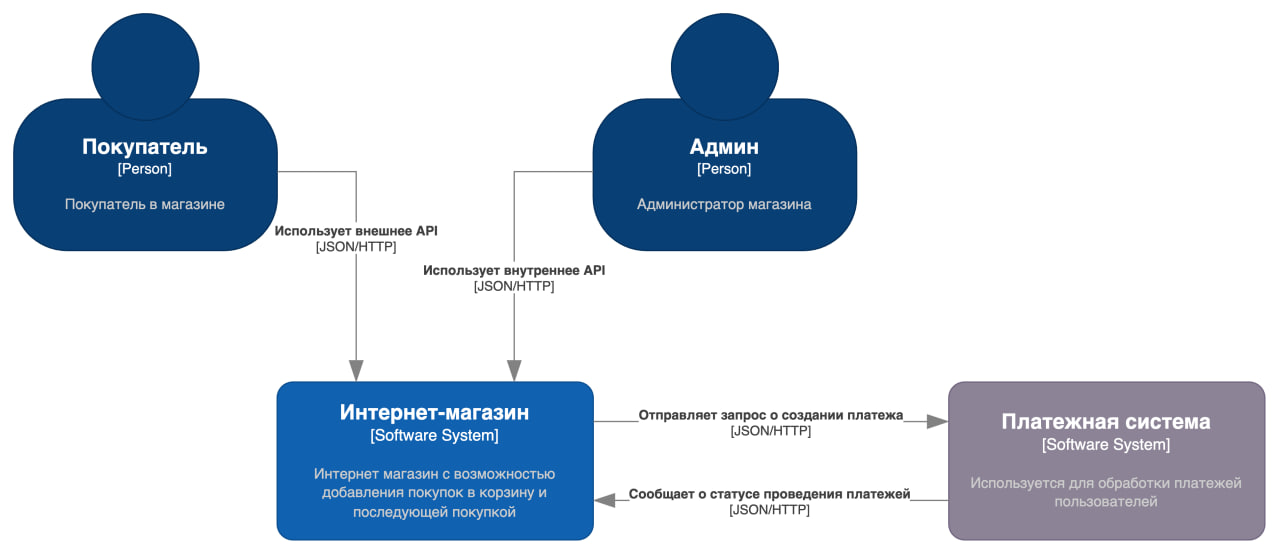 Покупатель
[Person]
Покупатель в магазине
Админ
[Person]
Администратор магазина
Использует внешнее API
[JSON/HTTP]
Использует внутреннее API
[JSON/HTTP]
Интернет-магазин
[Software System]
Интернет магазин с возможностью
добавления покупок в корзину и
последующей покупкой
Отправляет запрос о создании платежа
[JSON/HTTP]
Сообщает о статусе проведения платежей
[JSON/HTTP]
Платежная система
[Software System]
Используется для обработки платежей
пользователей